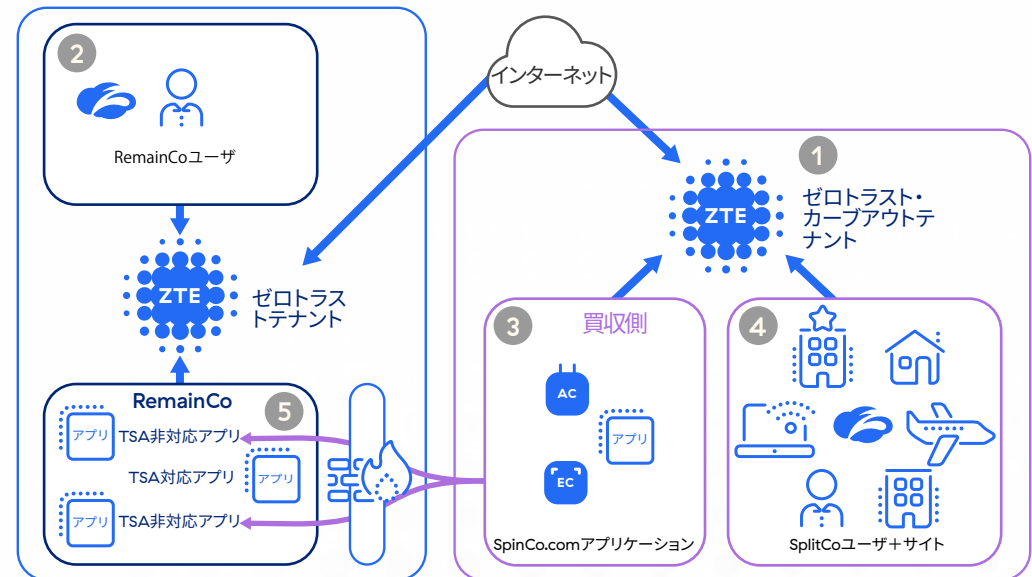 2
RemainCoユーザ
インターネット
1
ZTE
ゼロトラスト・
カーブアウトテ
ナント
ZTE
ゼロトラス
トテナント
3
買収側
AC
アプリ
EC
SpinCo.comアプリケーション
4
SplitCoユーザ＋サイト
RemainCo
5
アプリ
TSA非対応アプリ
TSA対応アプリ
アプリ
アプリ
TSA非対応アプリ